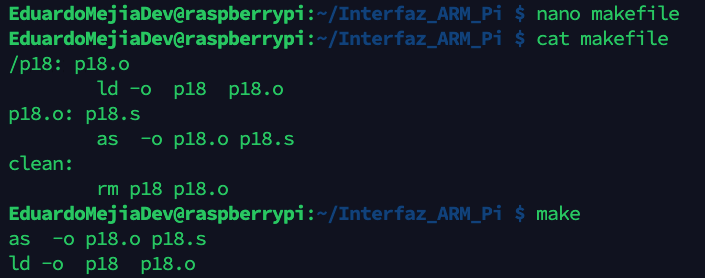 EduardoMejiaDev@raspberrypi:~/Interfaz_ARM_Pi $ nano makefile
EduardoMejiaDev@raspberrypi:~/Interfaz_ARM_Pi $ cat makefile
/p18: p18.o
        ld -o  p18  p18.o
p18.o: p18.s
        as  -o p18.o p18.s
clean:
        rm p18 p18.o
EduardoMejiaDev@raspberrypi:~/Interfaz_ARM_Pi $ make
as  -o p18.o p18.s
ld -o  p18  p18.o